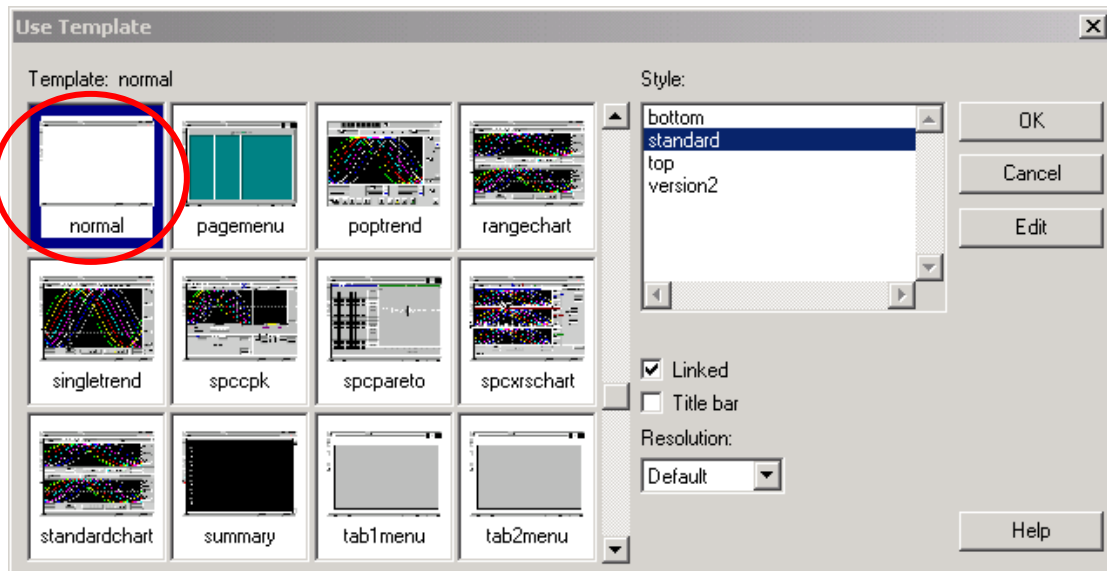 Use Template
Template: normal
normal
pagemenu
poptrend
rangechart
singletrend
spccpk
spcpareto
spcxrschart
standardchart
summary
tab1menu
tab2menu
Style:
bottom
standard
top
version2
Linked
Title bar
Resolution:
Default
OK
Cancel
Edit
Help